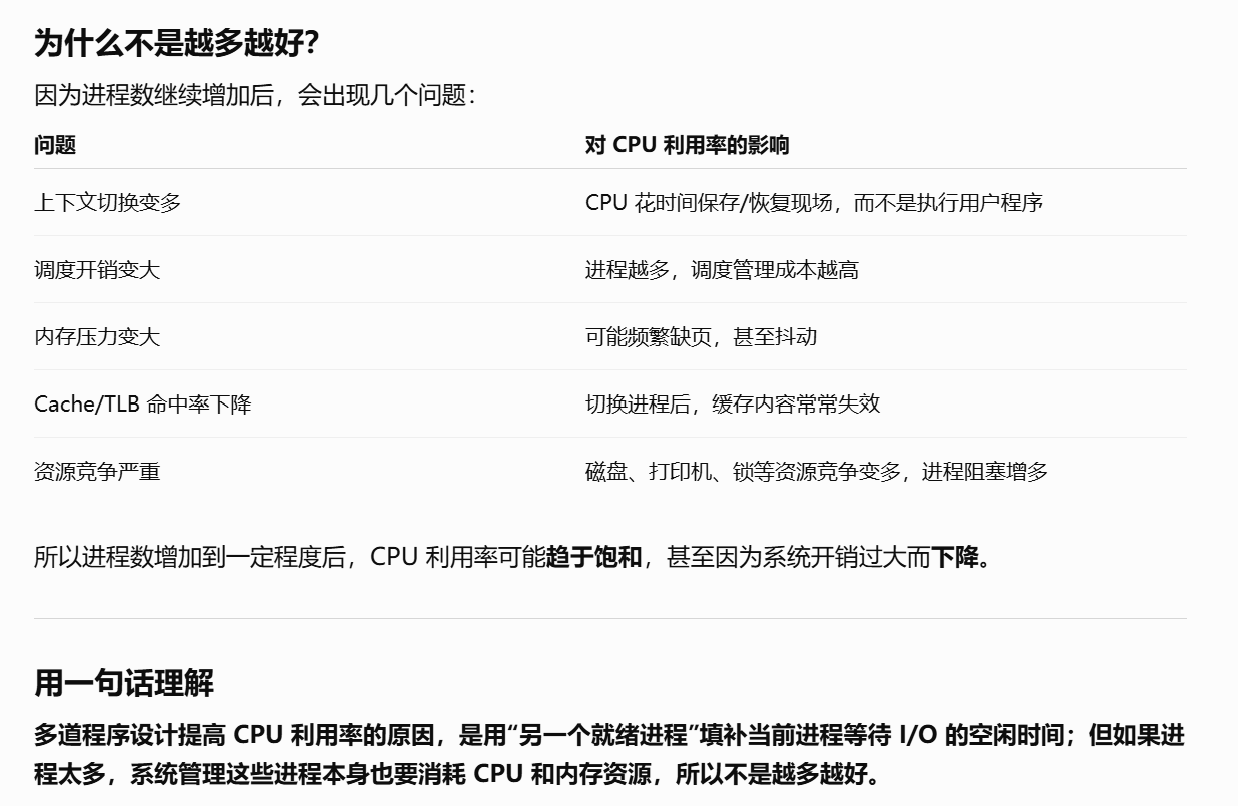 为什么不是越多越好？
因为进程数继续增加后，会出现几个问题：
问题 对 CPU 利用率的影响
上下文切换变多 CPU 花时间保存/恢复现场，而不是执行用户程序
调度开销变大 进程越多，调度管理成本越高
内存压力变大 可能频繁缺页，甚至抖动
Cache/TLB 命中率下降 切换进程后，缓存内容常常失效
资源竞争严重 磁盘、打印机、锁等资源竞争变多，进程阻塞增多
所以进程数增加到一定程度后，CPU 利用率可能趋于饱和，甚至因为系统开销过大而下降。
用一句话理解
多道程序设计提高 CPU 利用率的原因，是用“另一个就绪进程”填补当前进程等待 I/O 的空闲时间；但如果进
程太多，系统管理这些进程本身也要消耗 CPU 和内存资源，所以不是越多越好。